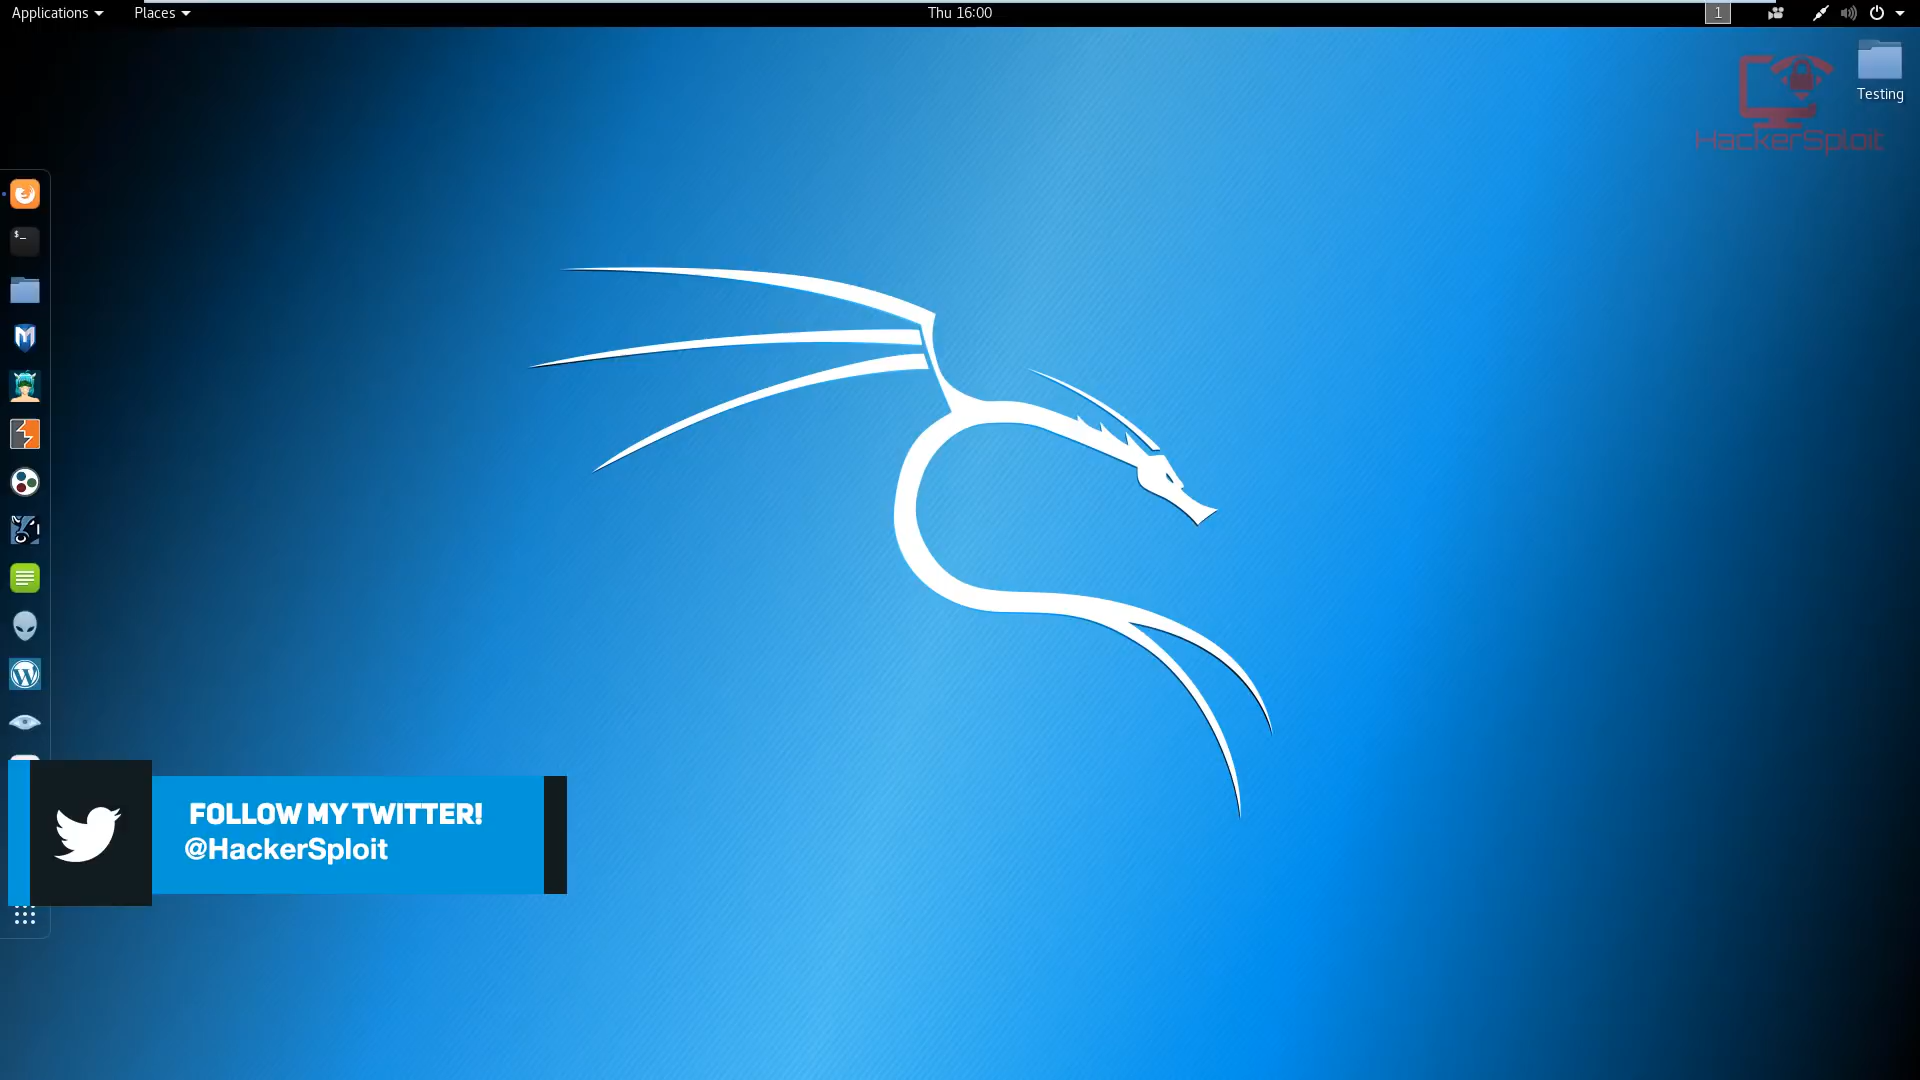 Applications Places Thu 16:00 1
Testing
HackerSploit
$_
FOLLOW MY TWITTER!
@HackerSploit